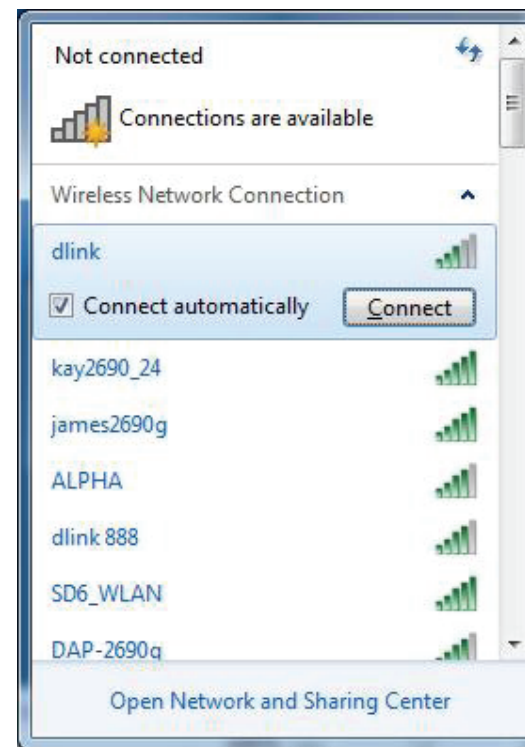 Not connected
Connections are available
Wireless Network Connection
dlink
Connect automatically Connect
kay2690_24
james2690g
ALPHA
dlink 888
SD6_WLAN
DAP-2690g
Open Network and Sharing Center